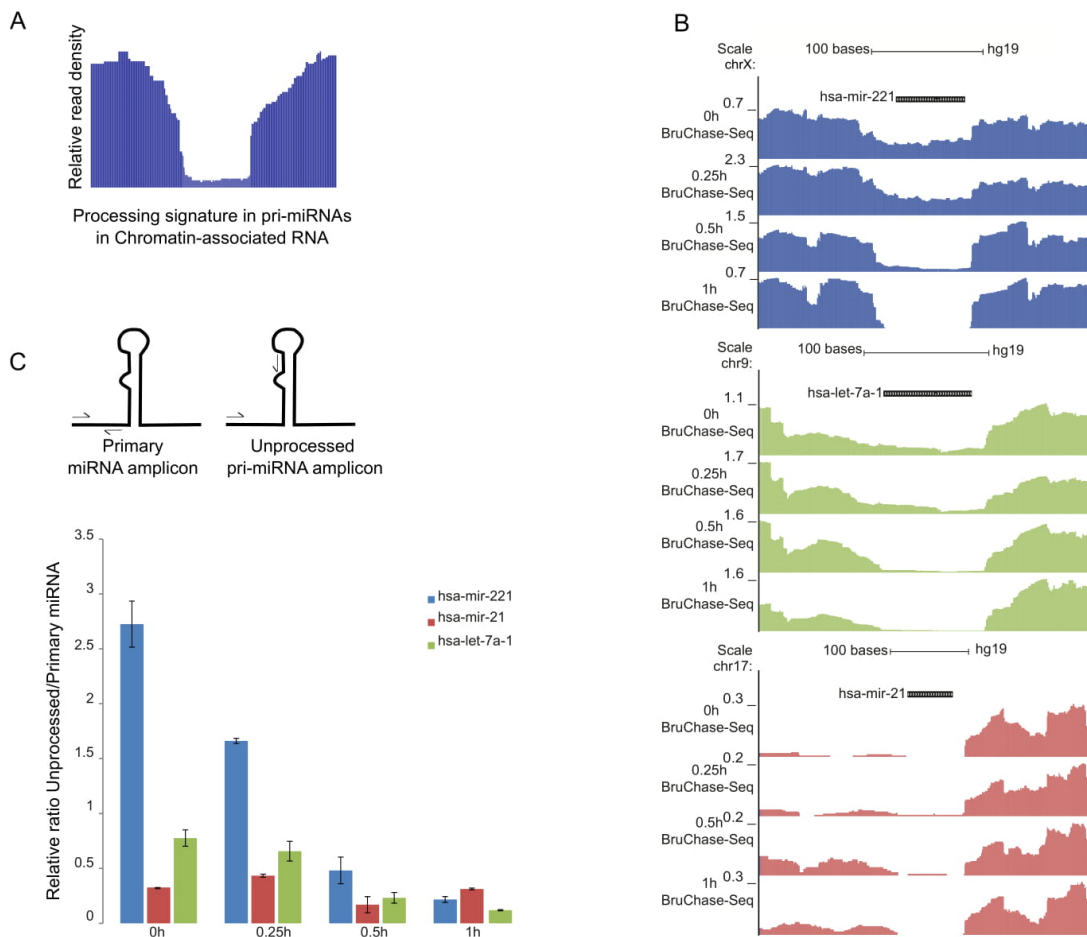 A
Relative read density
Processing signature in pri-miRNAs
in Chromatin-associated RNA
B
Scale
chrX:
100 bases
hg19
hsa-mir-221
0.7
0h
BruChase-Seq
2.3
0.25h
BruChase-Seq
1.5
0.5h
BruChase-Seq
0.7
1h
BruChase-Seq
Scale
chr9:
100 bases
hg19
hsa-let-7a-1
1.1
0h
BruChase-Seq
1.7
0.25h
BruChase-Seq
1.6
0.5h
BruChase-Seq
1.6
1h
BruChase-Seq
Scale
chr17:
100 bases
hg19
hsa-mir-21
0.3
0h
BruChase-Seq
0.2
0.25h
BruChase-Seq
0.2
0.5h
BruChase-Seq
0.3
1h
BruChase-Seq
C
Primary
miRNA amplicon
Unprocessed
pri-miRNA amplicon
Relative ratio Unprocessed/Primary miRNA
3.5
3
2.5
2
1.5
1
0.5
0
hsa-mir-221
hsa-mir-21
hsa-let-7a-1
0h
0.25h
0.5h
1h